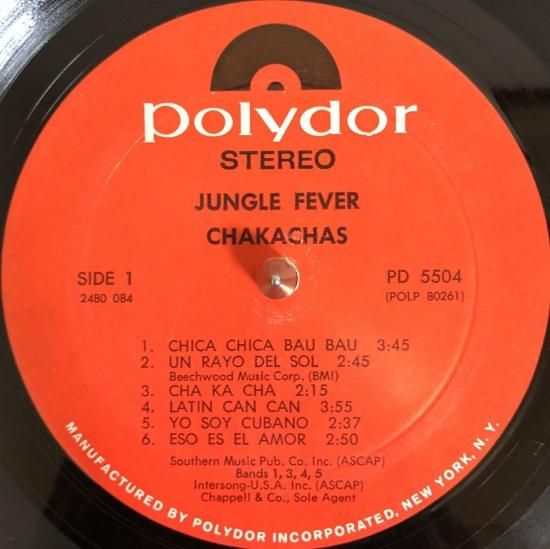 polydor
STEREO
JUNGLE FEVER
CHAKACHAS
SIDE 1
2480 084
PD 5504
(POLP 80261)
1. CHICA CHICA BAU BAU 3:45
2. UN RAYO DEL SOL 2:45
Beechwood Music Corp. (BMI)
3. CHA KA CHA 2:15
4. LATIN CAN CAN 3:55
5. YO SOY CUBANO 2:37
6. ESO ES EL AMOR 2:50
Southern Music Pub. Co. Inc. (ASCAP)
Bands 1, 3, 4, 5
Intersong-U.S.A. Inc. (ASCAP)
Chappell & Co., Sole Agent
MANUFACTURED BY POLYDOR INCORPORATED, NEW YORK, N. Y.